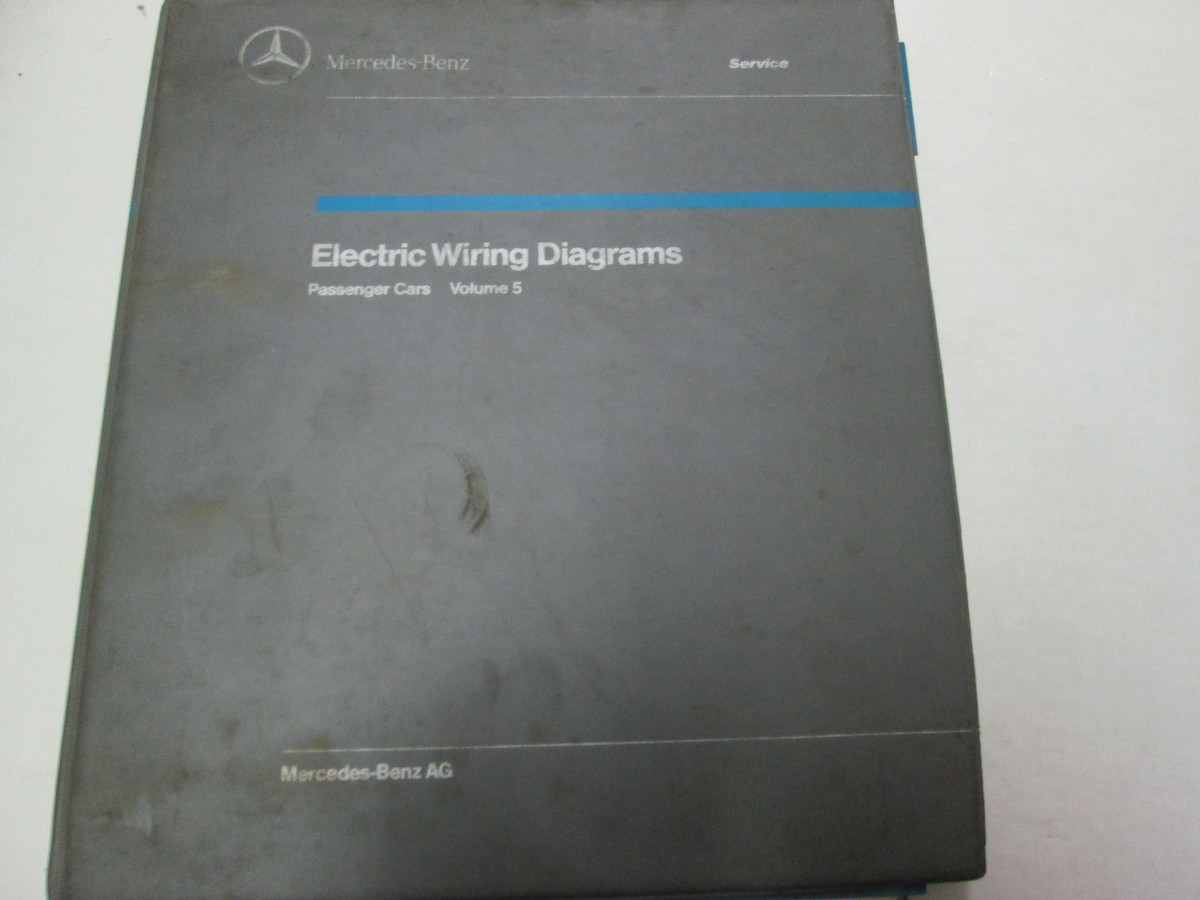 Mercedes-Benz Service
Electric Wiring Diagrams
Passenger Cars Volume 5
Mercedes-Benz AG